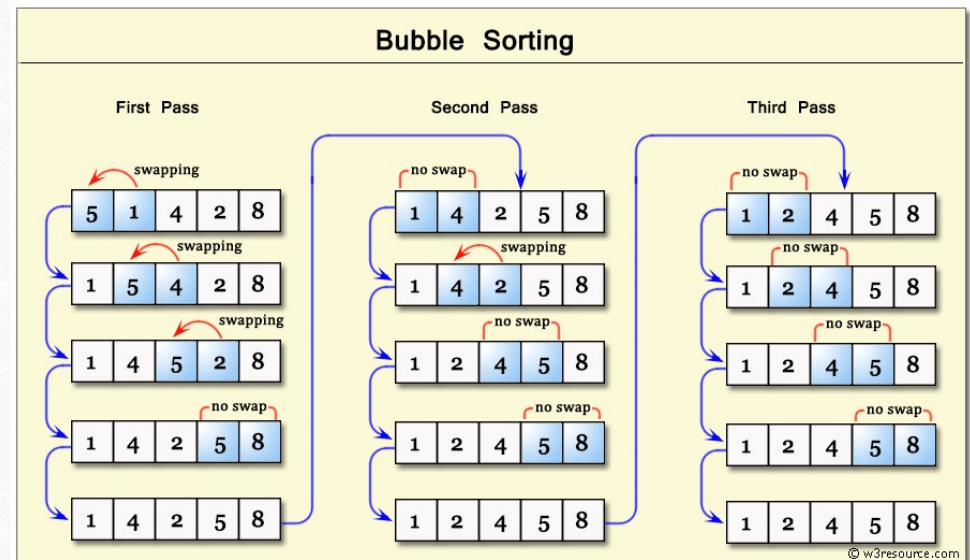 Bubble Sorting
First Pass
swapping
5 1 4 2 8
swapping
1 5 4 2 8
swapping
1 4 5 2 8
no swap
1 4 2 5 8
1 4 2 5 8
Second Pass
no swap
1 4 2 5 8
swapping
1 4 2 5 8
no swap
1 2 4 5 8
no swap
1 2 4 5 8
1 2 4 5 8
Third Pass
no swap
1 2 4 5 8
no swap
1 2 4 5 8
no swap
1 2 4 5 8
no swap
1 2 4 5 8
1 2 4 5 8
© w3resource.com